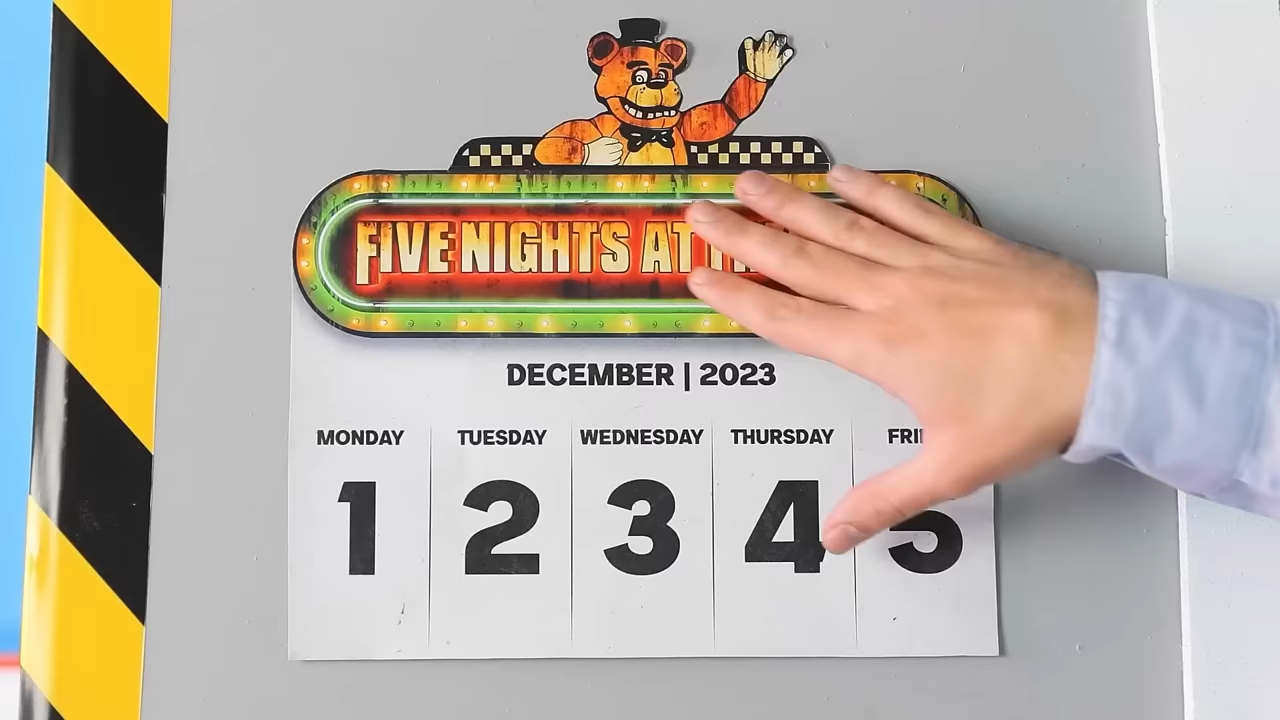 FIVE NIGHTS AT
DECEMBER | 2023
MONDAY TUESDAY WEDNESDAY THURSDAY FRI
1 2 3 4 5